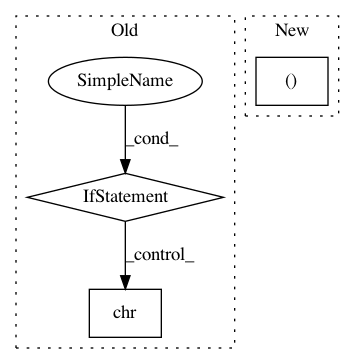 Old
New
SimpleName
()
_cond_
IfStatement
_control_
chr